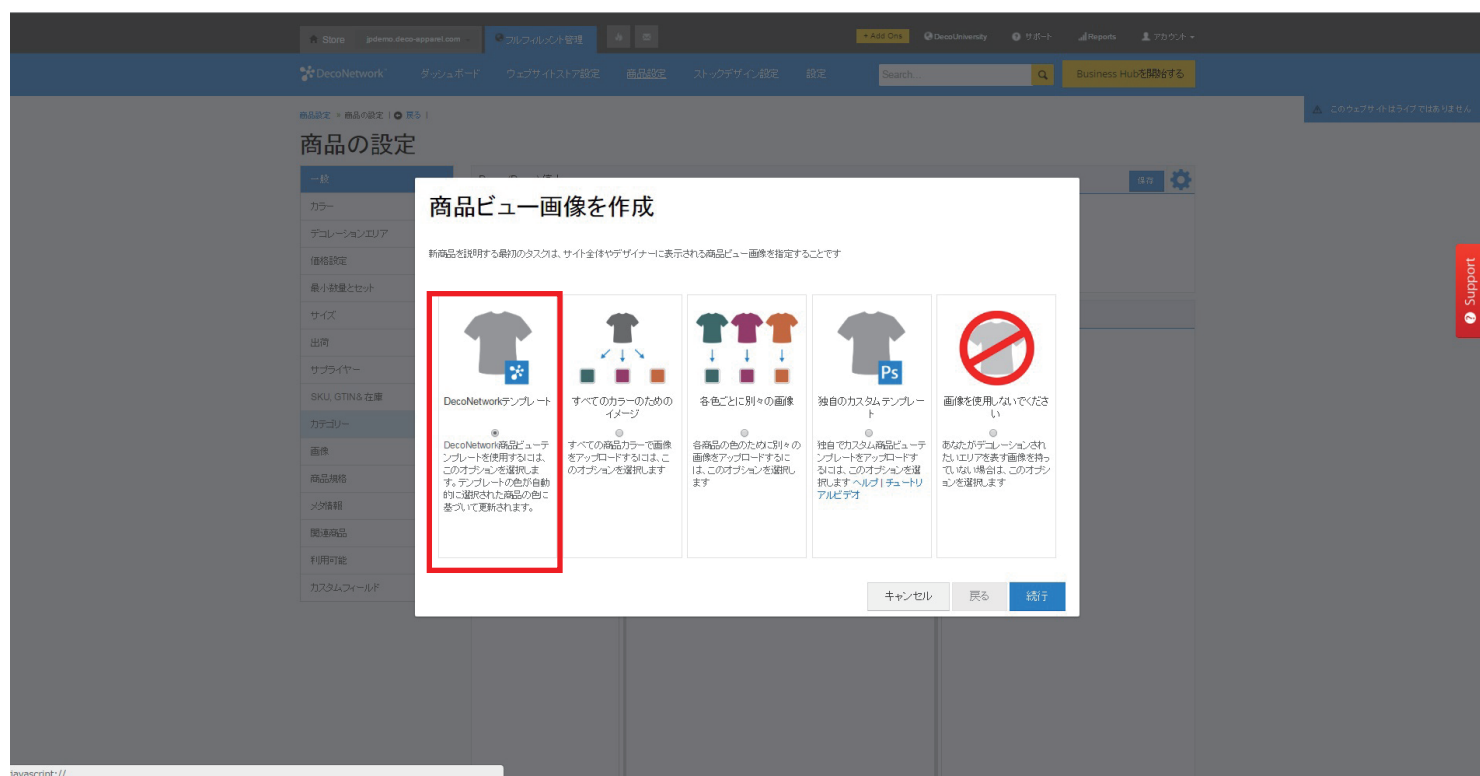 Store jpdemo.deco-apparel.com フルフィルメント管理 + Add Ons DecoUniversity サポート Reports アカウント
DecoNetwork ダッシュボード ウェブサイトストア設定 商品設定 ストックデザイン設定 設定 Search... Business Hubを開始する
このウェブサイトはライブではありません
商品設定 » 商品の設定 | 戻る |
商品の設定
一般
保存
カラー
デコレーションエリア
価格設定
最小数量とセット
サイズ
出荷
サプライヤー
SKU, GTIN& 在庫
カテゴリー
画像
商品規格
メタ情報
関連商品
利用可能
カスタムフィールド
商品ビュー画像を作成
新商品を説明する最初のタスクは、サイト全体やデザイナーに表示される商品ビュー画像を指定することです
DecoNetworkテンプレート
DecoNetwork商品ビューテ
ンプレートを使用するには、
このオプションを選択しま
す。テンプレートの色が自動
的に選択された商品の色に
基づいて更新されます。
すべてのカラーのための
イメージ
すべての商品カラーで画像
をアップロードするには、こ
のオプションを選択します
各色ごとに別々の画像
各商品の色のために別々の
画像をアップロードするに
は、このオプションを選択し
ます
Ps
独自のカスタムテンプレー
ト
独自でカスタム商品ビューテ
ンプレートをアップロードす
るには、このオプションを選
択します ヘルプ | チュートリ
アルビデオ
画像を使用しないでくださ
い
あなたがデコレーションされ
たいエリアを表す画像を持っ
ていない場合は、このオプシ
ョンを選択します
キャンセル 戻る 続行
Support
javascript://